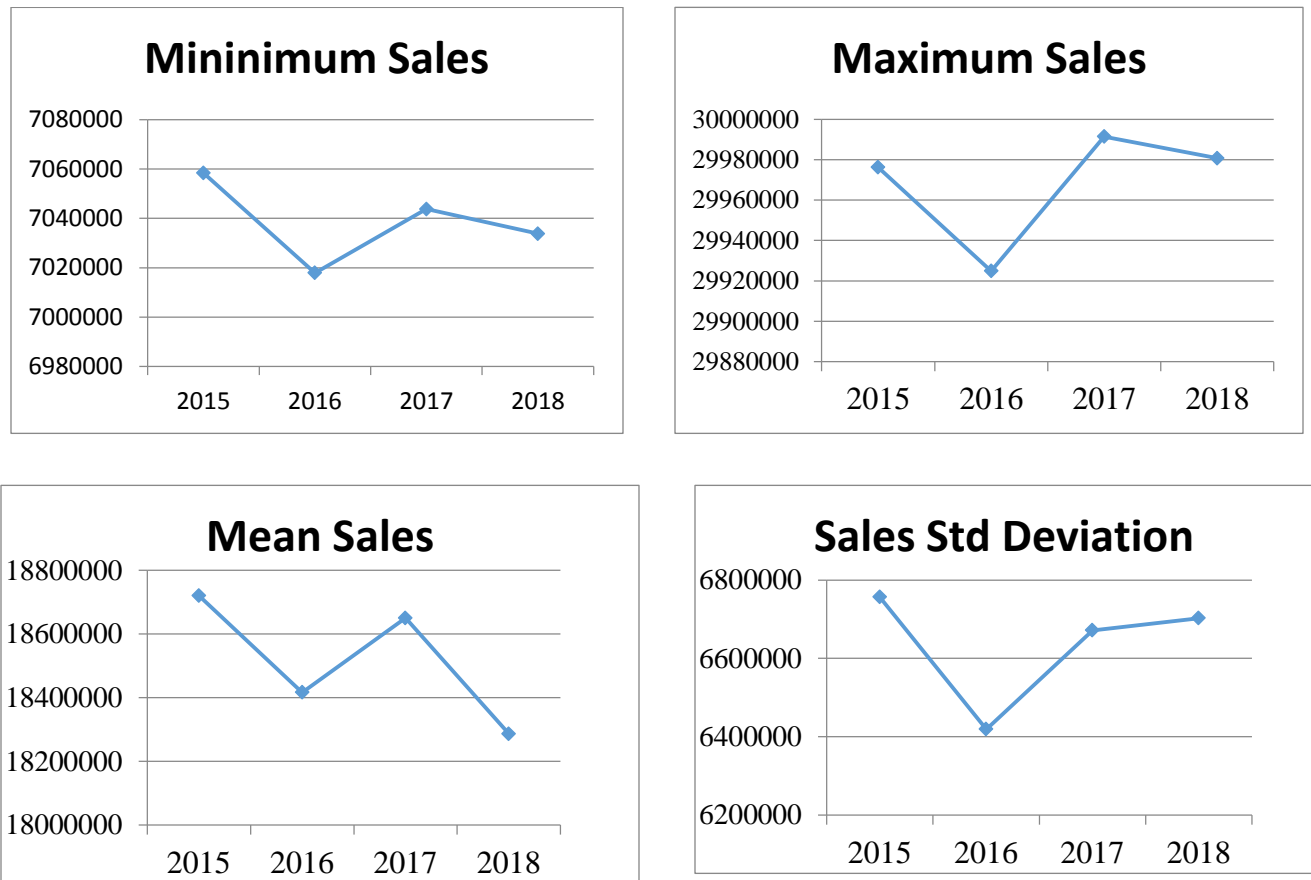 Mininimum Sales
7080000
7060000
7040000
7020000
7000000
6980000
2015 2016 2017 2018
Maximum Sales
30000000
29980000
29960000
29940000
29920000
29900000
29880000
2015 2016 2017 2018
Mean Sales
18800000
18600000
18400000
18200000
18000000
2015 2016 2017 2018
Sales Std Deviation
6800000
6600000
6400000
6200000
2015 2016 2017 2018